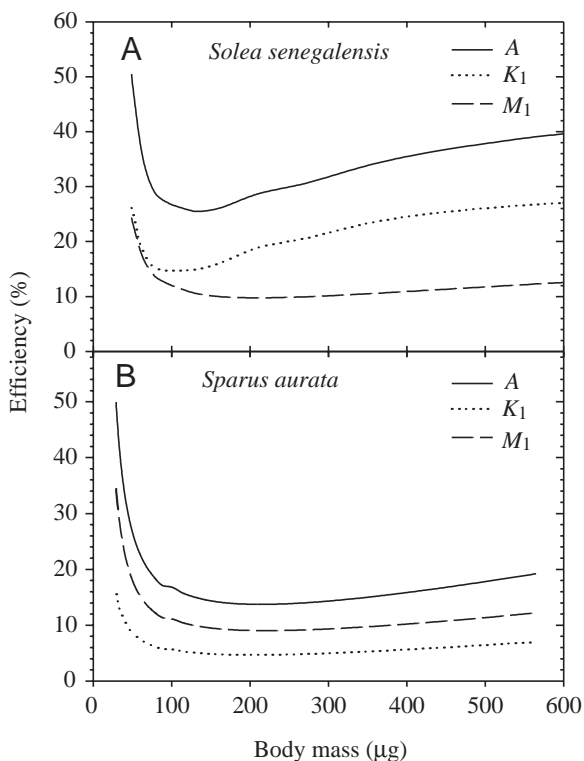 A
Solea senegalensis
A
K1
M1
60
50
40
30
20
10
0
Efficiency (%)
B
Sparus aurata
A
K1
M1
50
40
30
20
10
0
0 100 200 300 400 500 600
Body mass (μg)